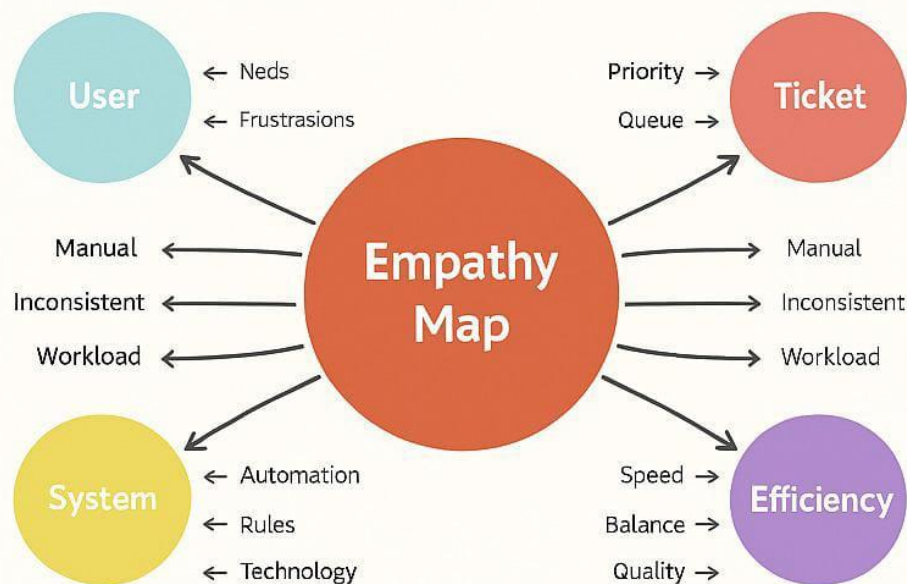 User
← Neds
← Frustrasions
Priority →
Queue →
Ticket
Empathy
Map
Manual
Inconsistent
Workload
Manual
Inconsistent
Workload
System
← Automation
← Rules
← Technology
Speed →
Balance →
Quality →
Efficiency